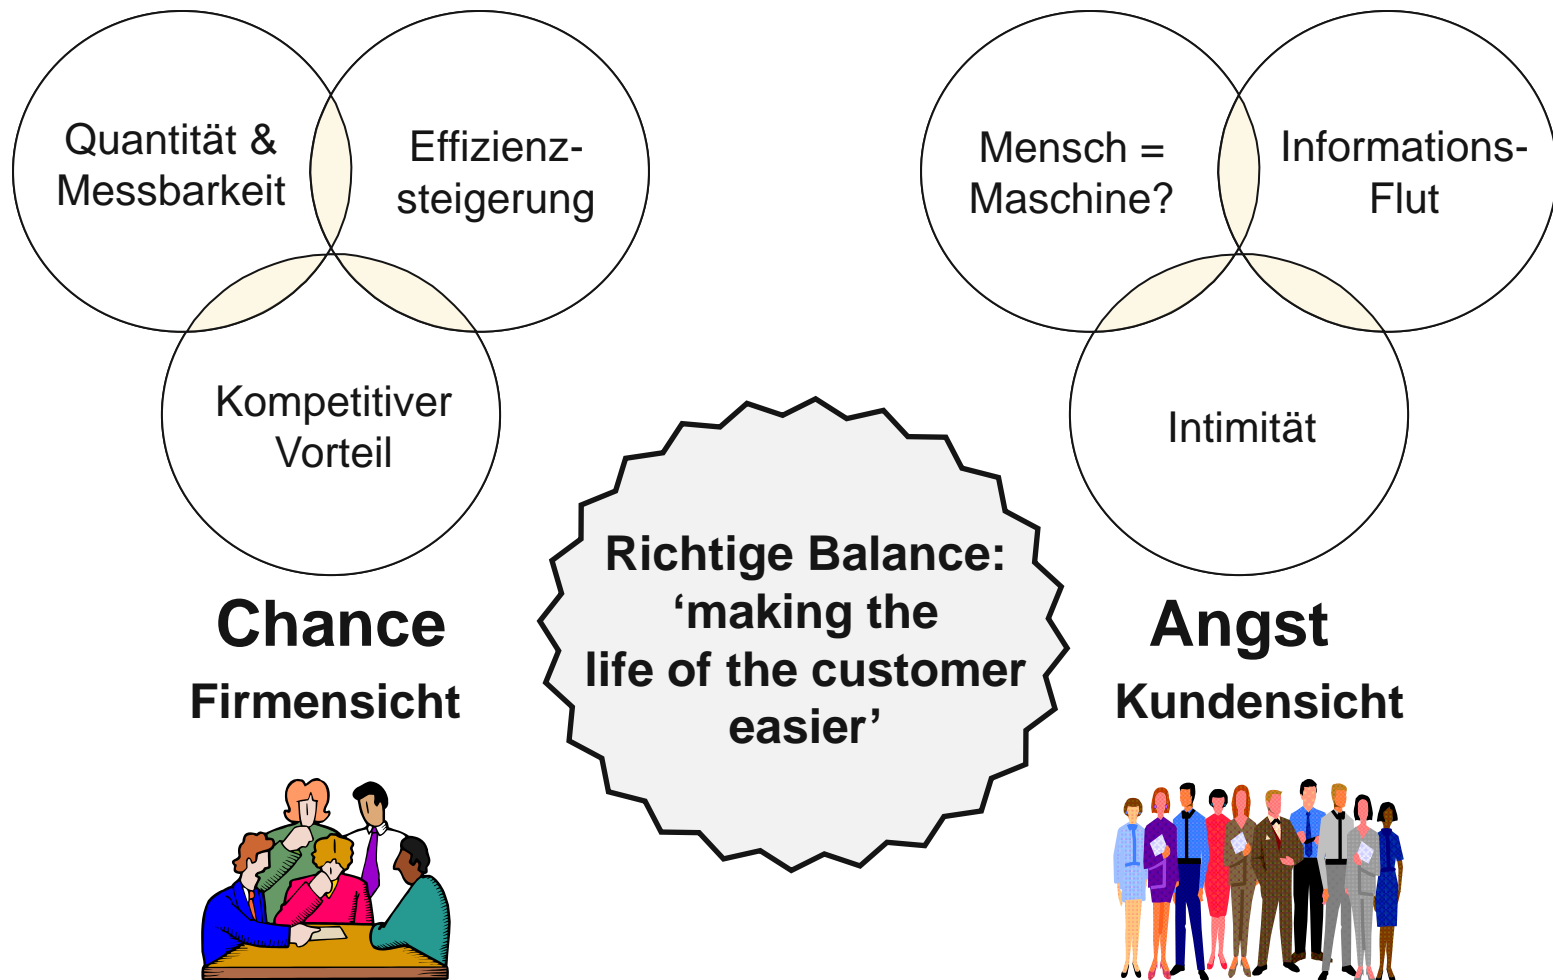 Quantität &
Messbarkeit
Effizienz-
steigerung
Kompetitiver
Vorteil
Chance
Firmensicht
Richtige Balance:
‘making the
life of the customer
easier’
Mensch =
Maschine?
Informations-
Flut
Intimität
Angst
Kundensicht